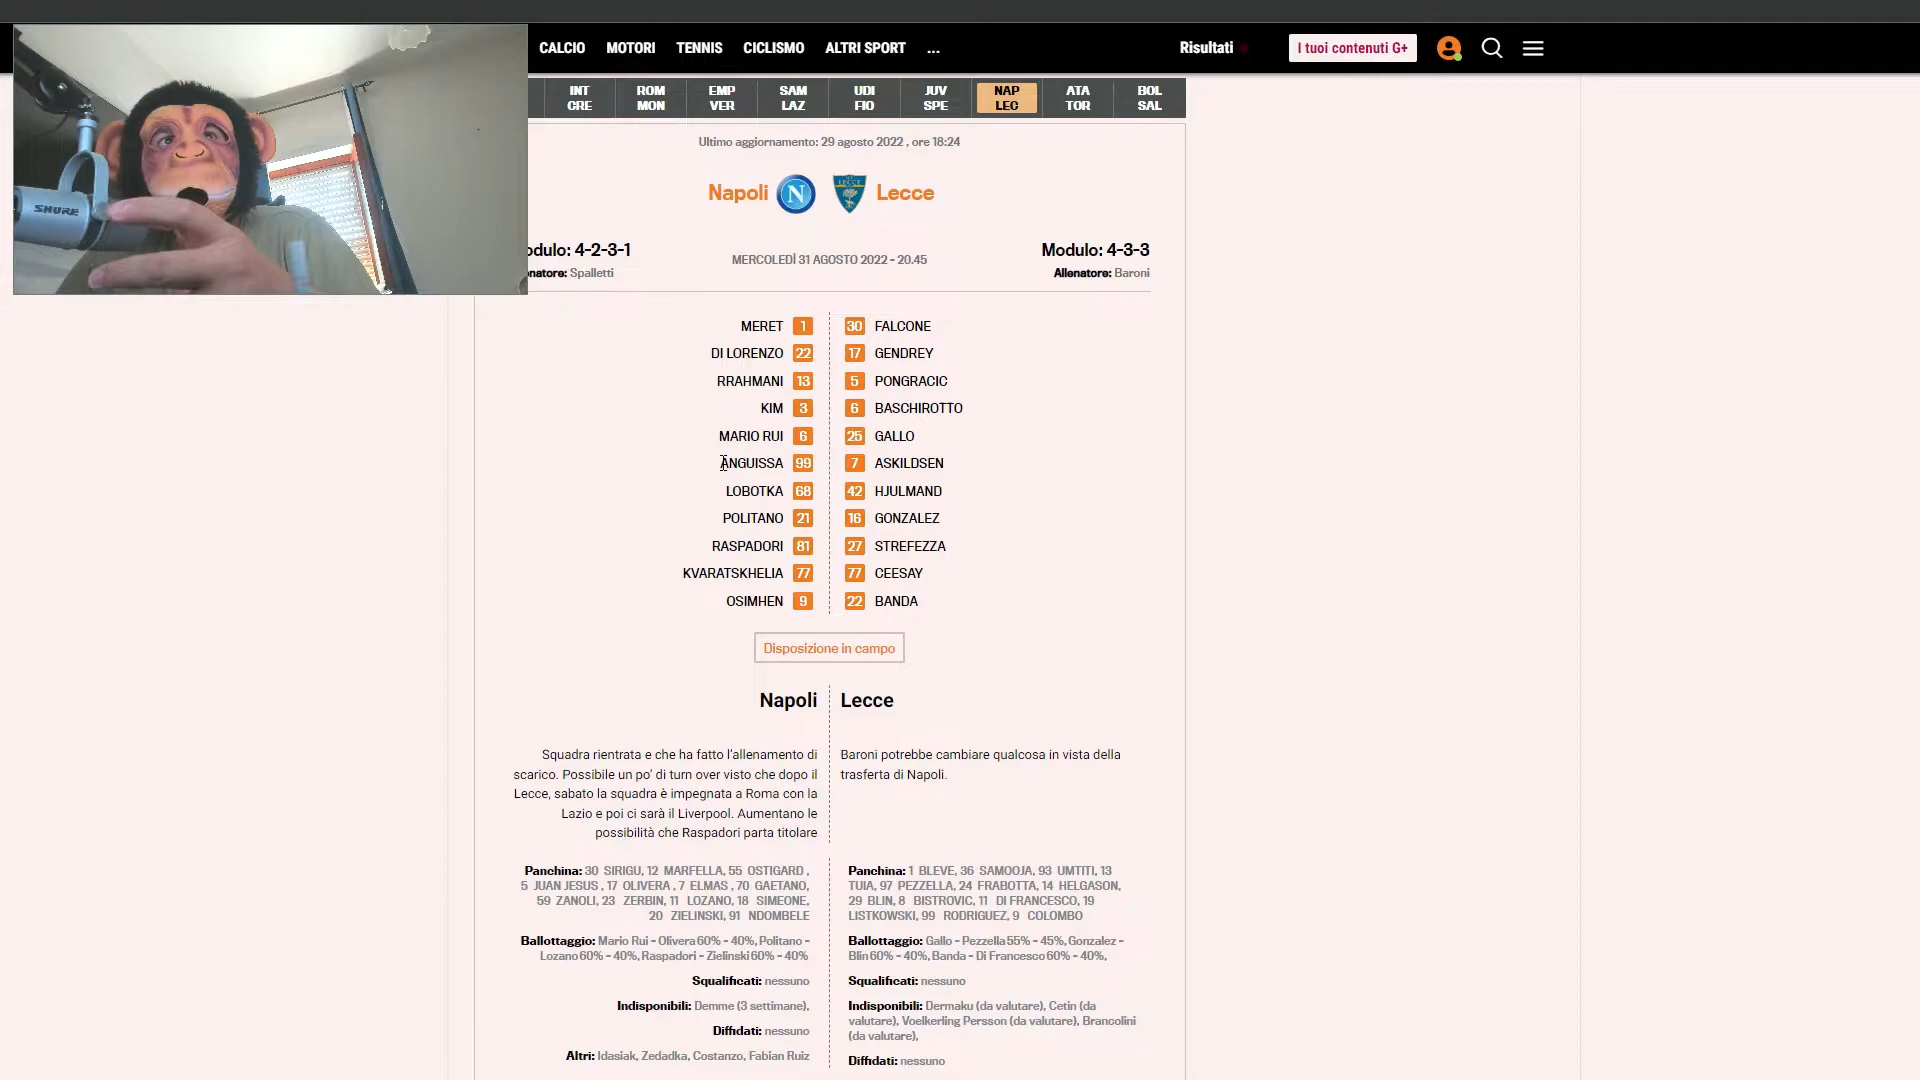 CALCIO MOTORI TENNIS CICLISMO ALTRI SPORT ... Risultati I tuoi contenuti G+
INT ROM EMP SAM UDI JUV NAP ATA BOL
CRE MON VER LAZ FIO SPE LEC TOR SAL
Ultimo aggiornamento: 29 agosto 2022 , ore 18:24
SHURE
Napoli N LECCE Lecce
odulo: 4-2-3-1 Modulo: 4-3-3
MERCOLEDÌ 31 AGOSTO 2022 - 20.45
natore: Spalletti Allenatore: Baroni
MERET 1 30 FALCONE
DI LORENZO 22 17 GENDREY
RRAHMANI 13 5 PONGRACIC
KIM 3 6 BASCHIROTTO
MARIO RUI 6 25 GALLO
ANGUISSA 99 7 ASKILDSEN
LOBOTKA 68 42 HJULMAND
POLITANO 21 16 GONZALEZ
RASPADORI 81 27 STREFEZZA
KVARATSKHELIA 77 77 CEESAY
OSIMHEN 9 22 BANDA
Disposizione in campo
Napoli Lecce
Squadra rientrata e che ha fatto l'allenamento di
scarico. Possibile un po' di turn over visto che dopo il
Lecce, sabato la squadra è impegnata a Roma con la
Lazio e poi ci sarà il Liverpool. Aumentano le
possibilità che Raspadori parta titolare
Baroni potrebbe cambiare qualcosa in vista della
trasferta di Napoli.
Panchina: 30 SIRIGU, 12 MARFELLA, 55 OSTIGARD ,
5 JUAN JESUS , 17 OLIVERA , 7 ELMAS , 70 GAETANO,
59 ZANOLI, 23 ZERBIN, 11 LOZANO, 18 SIMEONE,
20 ZIELINSKI, 91 NDOMBELE
Ballottaggio: Mario Rui - Olivera 60% - 40%, Politano -
Lozano 60% - 40%, Raspadori - Zielinski 60% - 40%
Squalificati: nessuno
Indisponibili: Demme (3 settimane),
Diffidati: nessuno
Altri: Idasiak, Zedadka, Costanzo, Fabian Ruiz
Panchina: 1 BLEVE, 36 SAMOOJA, 93 UMTITI, 13
TUIA, 97 PEZZELLA, 24 FRABOTTA, 14 HELGASON,
29 BLIN, 8 BISTROVIC, 11 DI FRANCESCO, 19
LISTKOWSKI, 99 RODRIGUEZ, 9 COLOMBO
Ballottaggio: Gallo - Pezzella 55% - 45%, Gonzalez -
Blin 60% - 40%, Banda - Di Francesco 60% - 40%,
Squalificati: nessuno
Indisponibili: Dermaku (da valutare), Cetin (da
valutare), Voelkerling Persson (da valutare), Brancolini
(da valutare),
Diffidati: nessuno